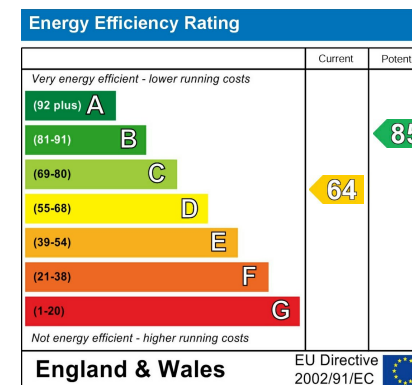 Energy Efficiency Rating
Current Potent
Very energy efficient - lower running costs
(92 plus) A
(81-91) B
(69-80) C
(55-68) D
(39-54) E
(21-38) F
(1-20) G
85
64
Not energy efficient - higher running costs
England & Wales
EU Directive
2002/91/EC